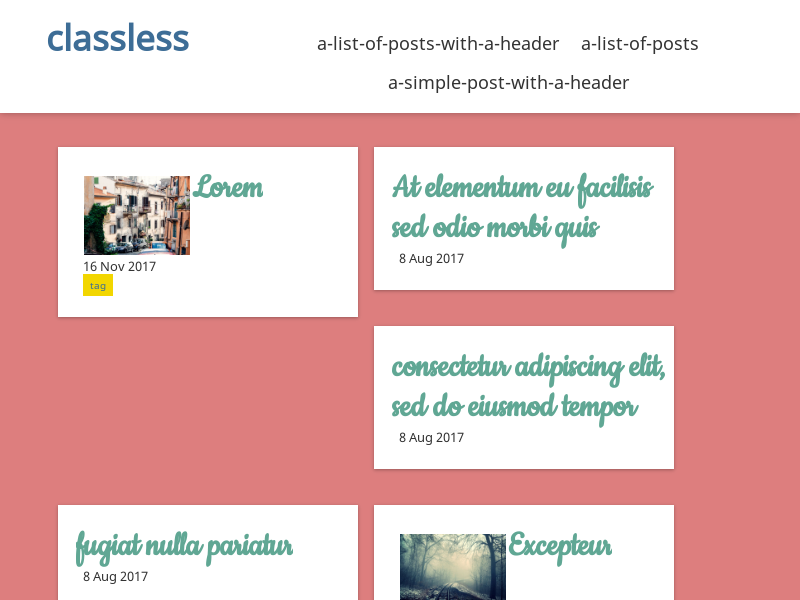 classless
a-list-of-posts-with-a-header
a-list-of-posts
a-simple-post-with-a-header
Lorem
16 Nov 2017
tag
At elementum eu facilisis
sed odio morbi quis
8 Aug 2017
consectetur adipiscing elit,
sed do eiusmod tempor
8 Aug 2017
fugiat nulla pariatur
8 Aug 2017
Excepteur